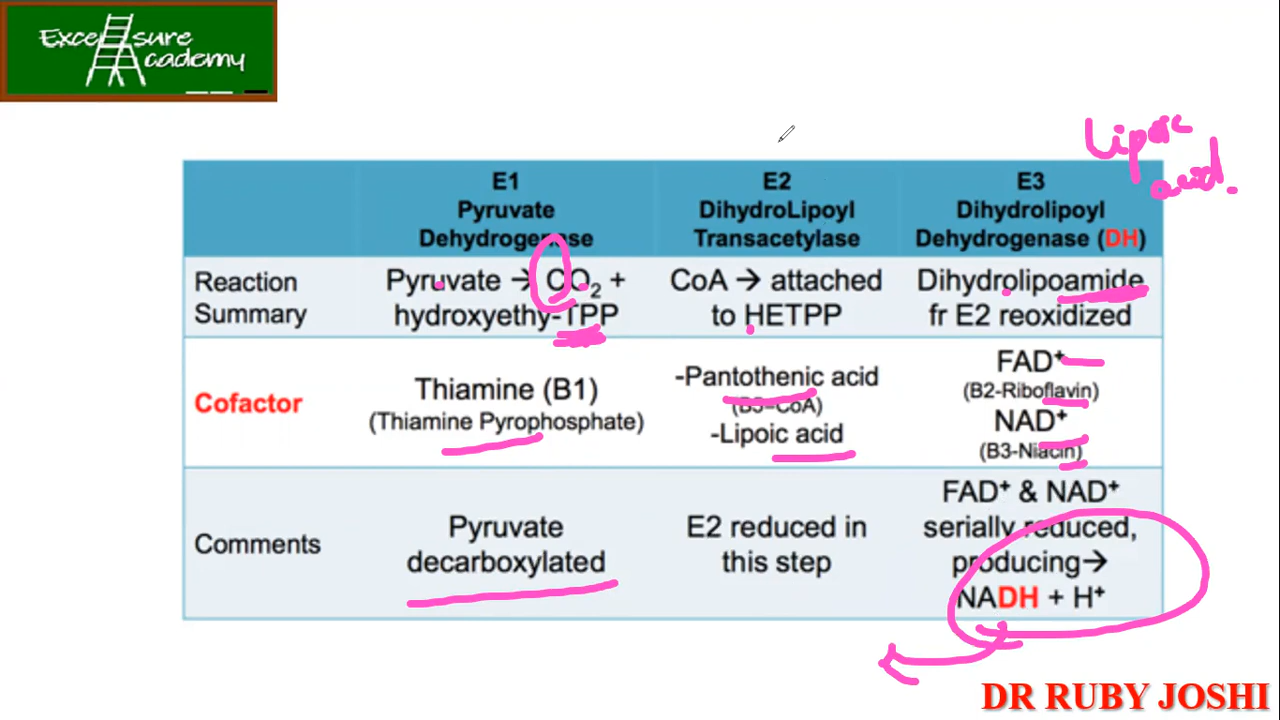 Excelsure
Academy
Lipoic
acid.
E1
Pyruvate
Dehydrogenase
E2
DihydroLipoyl
Transacetylase
E3
Dihydrolipoyl
Dehydrogenase (DH)
Reaction
Summary
Pyruvate → CO₂ +
hydroxyethy-TPP
CoA → attached
to HETPP
Dihydrolipoamide
fr E2 reoxidized
Cofactor
Thiamine (B1)
(Thiamine Pyrophosphate)
-Pantothenic acid
(B5=CoA)
-Lipoic acid
FAD⁺
(B2-Riboflavin)
NAD⁺
(B3-Niacin)
Comments
Pyruvate
decarboxylated
E2 reduced in
this step
FAD⁺ & NAD⁺
serially reduced,
producing→
NADH + H⁺
DR RUBY JOSHI